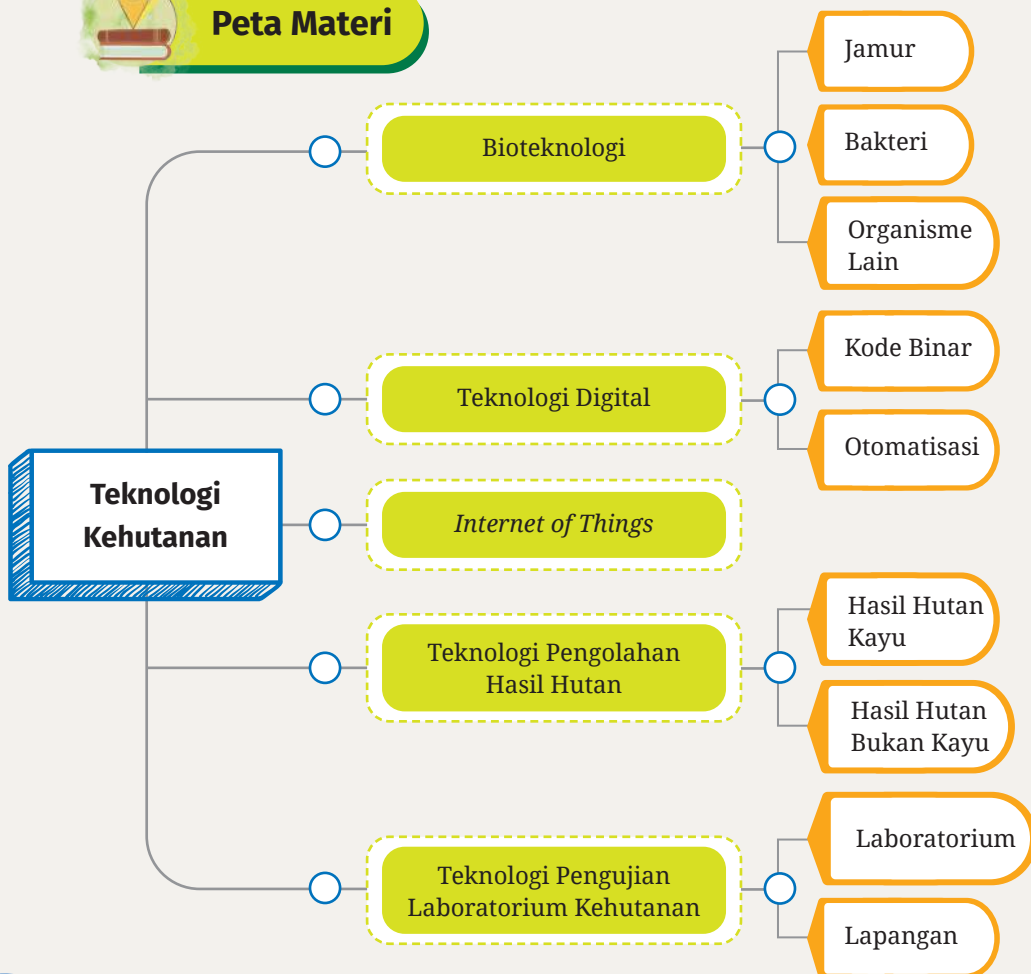 Peta Materi
Teknologi
Kehutanan
Bioteknologi
Jamur
Bakteri
Organisme
Lain
Teknologi Digital
Kode Binar
Otomatisasi
Internet of Things
Teknologi Pengolahan
Hasil Hutan
Hasil Hutan
Kayu
Hasil Hutan
Bukan Kayu
Teknologi Pengujian
Laboratorium Kehutanan
Laboratorium
Lapangan